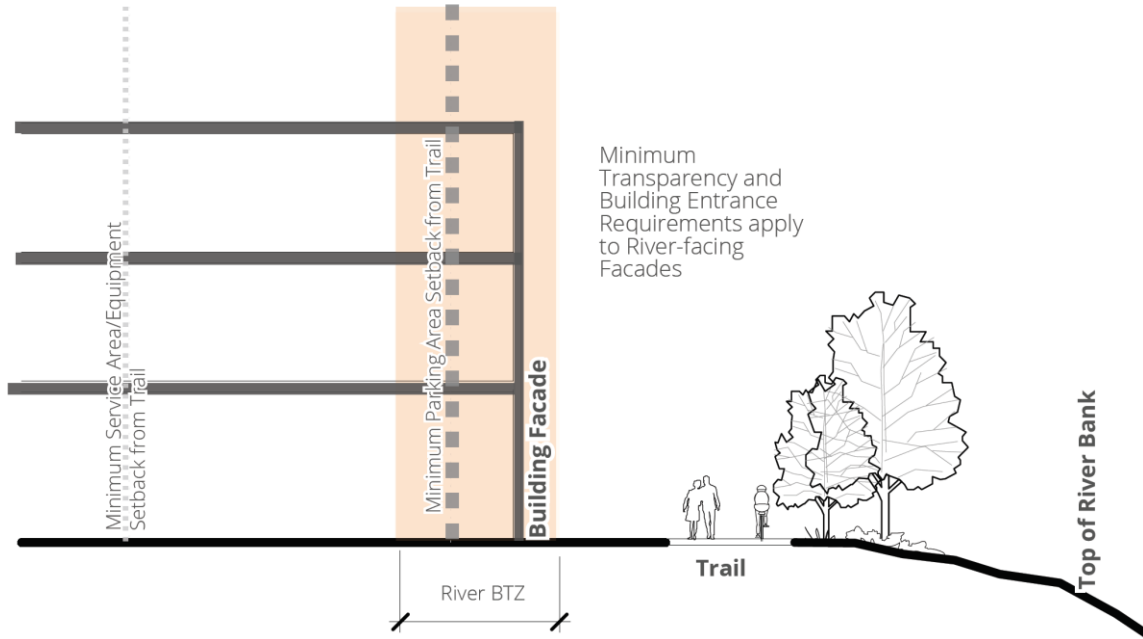 Minimum Service Area/Equipment
Setback from Trail
Minimum Parking Area Setback from Trail
Building Facade
Minimum
Transparency and
Building Entrance
Requirements apply
to River-facing
Facades
Trail
Top of River Bank
River BTZ